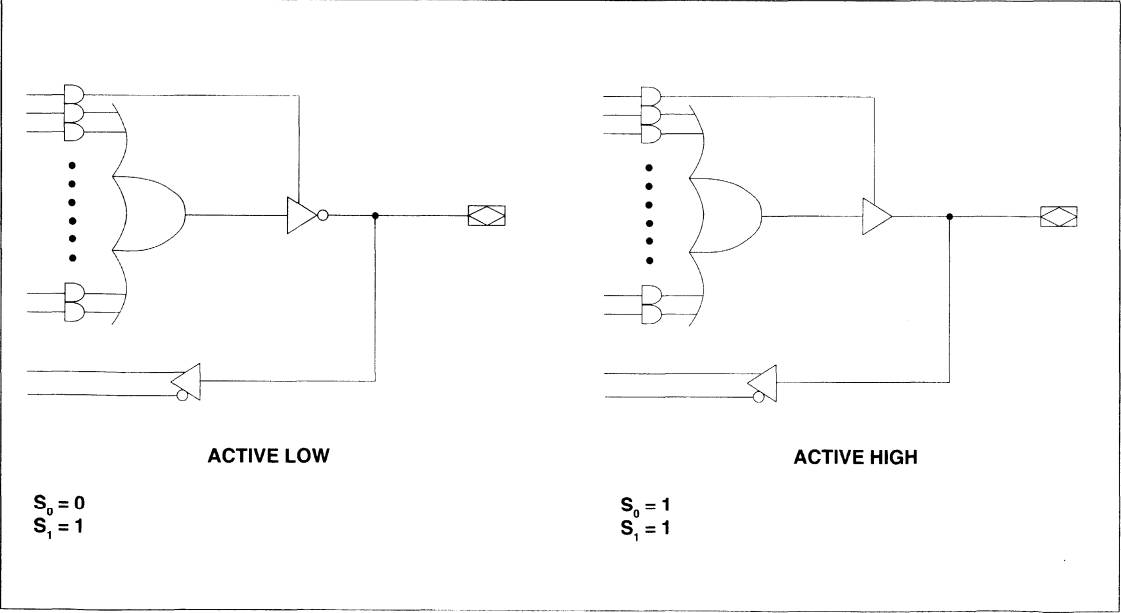 ACTIVE LOW
ACTIVE HIGH
S0 = 0
S1 = 1
S0 = 1
S1 = 1